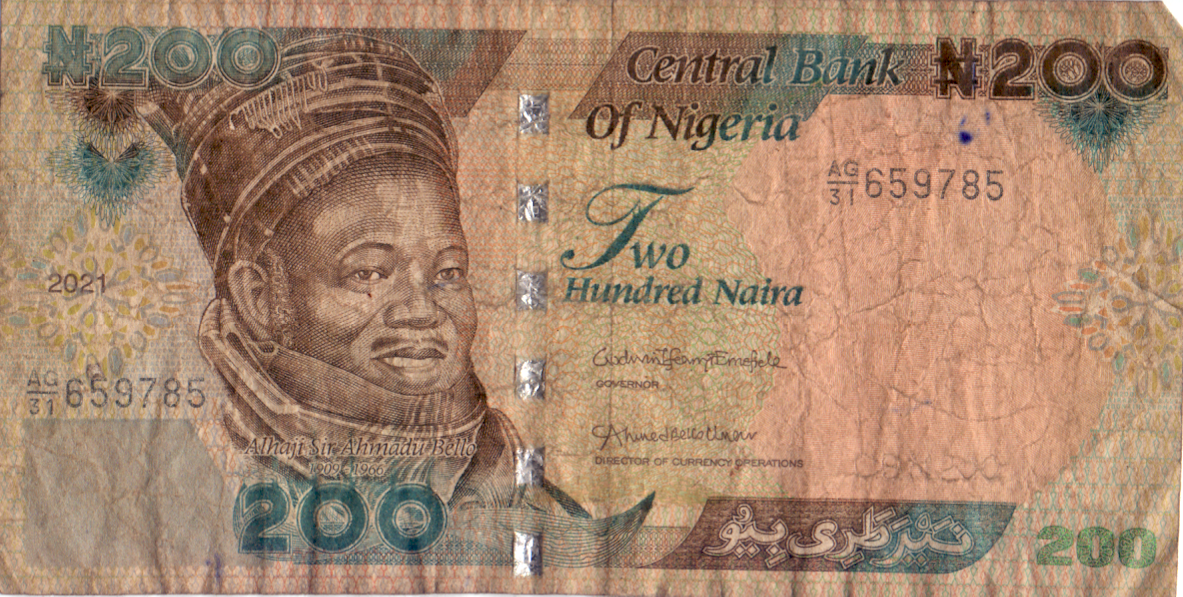 ₦200
Central Bank
Of Nigeria
₦200
AG/31 659785
Two
Hundred Naira
2021
GOVERNOR
AG/31 659785
Alhaji Sir Ahmadu Bello
1909 - 1966
DIRECTOR OF CURRENCY OPERATIONS
200
نَيْرَ طَرِى بِيُو
200